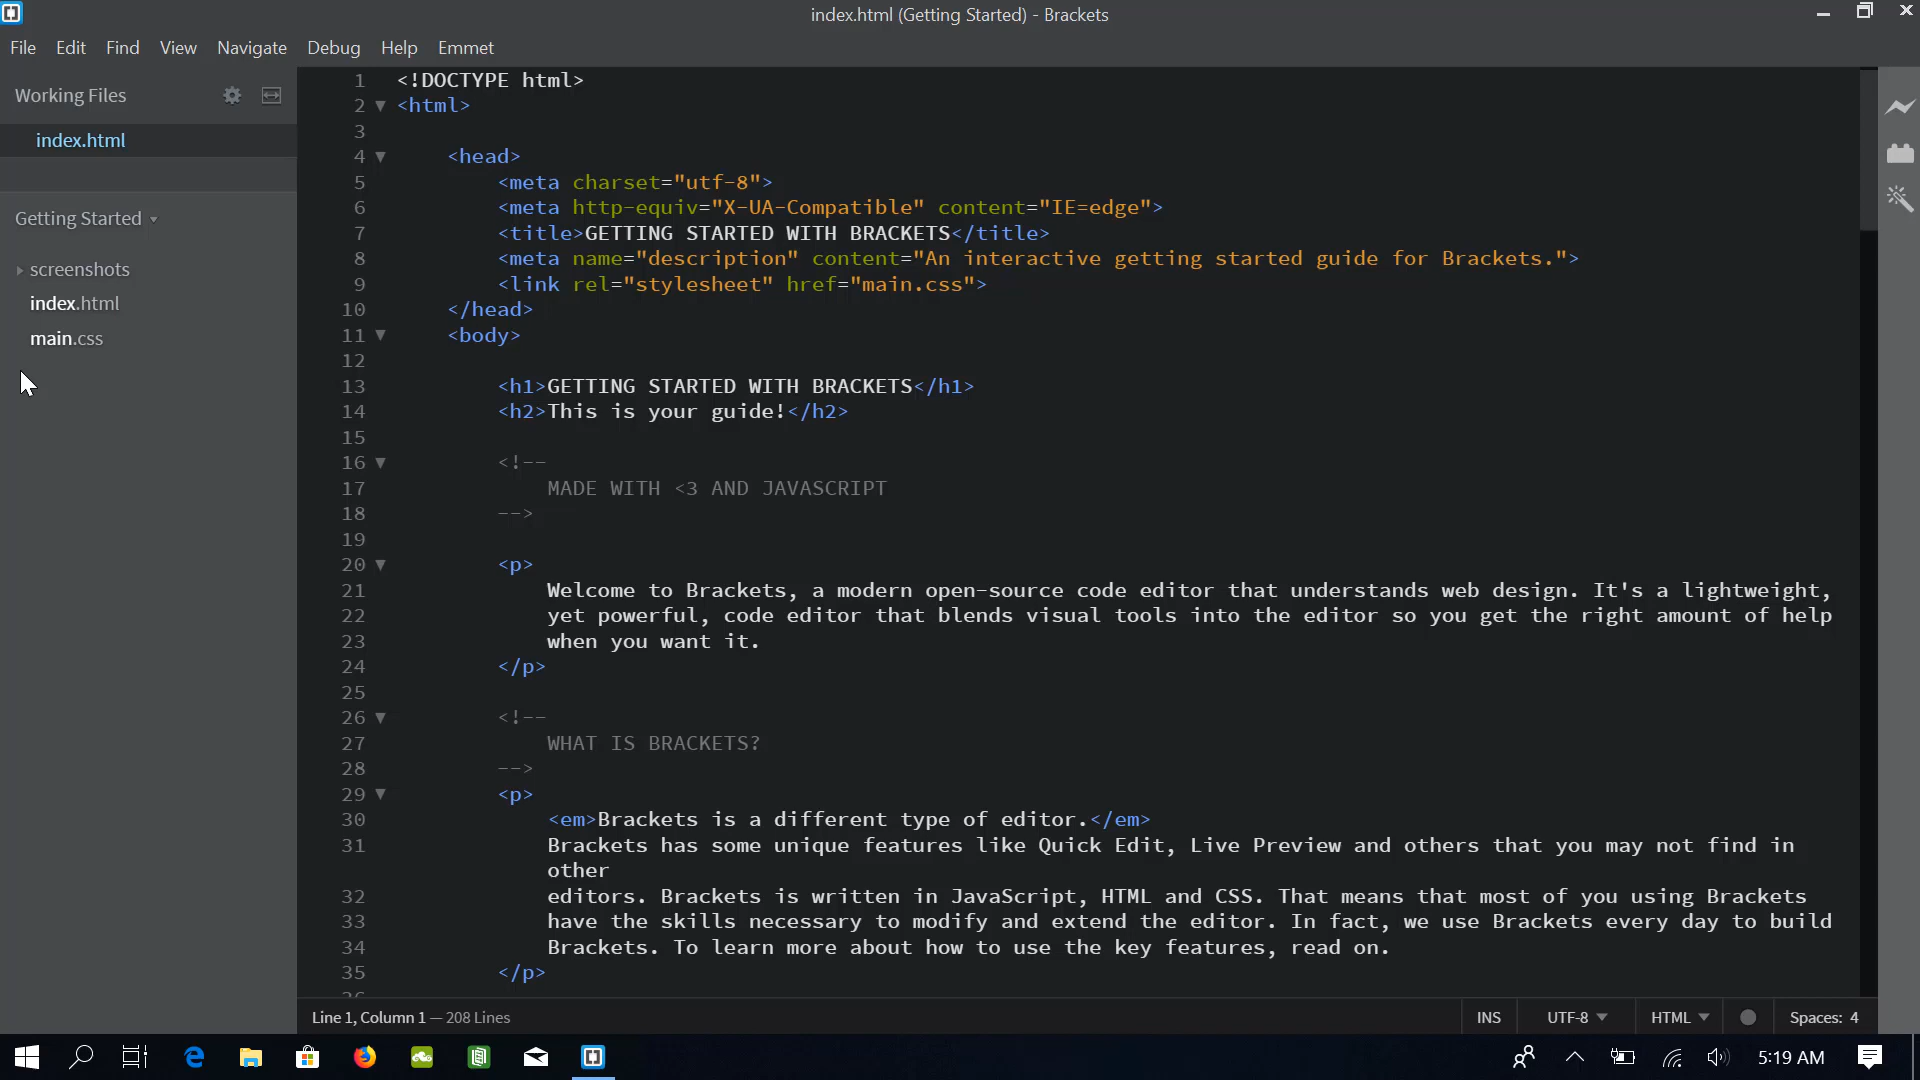 index.html (Getting Started) - Brackets
File Edit Find View Navigate Debug Help Emmet
Working Files
index.html
Getting Started
screenshots
index.html
main.css
1 <!DOCTYPE html>
2 <html>
3
4 <head>
5 <meta charset="utf-8">
6 <meta http-equiv="X-UA-Compatible" content="IE=edge">
7 <title>GETTING STARTED WITH BRACKETS</title>
8 <meta name="description" content="An interactive getting started guide for Brackets.">
9 <link rel="stylesheet" href="main.css">
10 </head>
11 <body>
12
13 <h1>GETTING STARTED WITH BRACKETS</h1>
14 <h2>This is your guide!</h2>
15
16 <!--
17 MADE WITH <3 AND JAVASCRIPT
18 -->
19
20 <p>
21 Welcome to Brackets, a modern open-source code editor that understands web design. It's a lightweight,
22 yet powerful, code editor that blends visual tools into the editor so you get the right amount of help
23 when you want it.
24 </p>
25
26 <!--
27 WHAT IS BRACKETS?
28 -->
29 <p>
30 <em>Brackets is a different type of editor.</em>
31 Brackets has some unique features like Quick Edit, Live Preview and others that you may not find in
other
32 editors. Brackets is written in JavaScript, HTML and CSS. That means that most of you using Brackets
33 have the skills necessary to modify and extend the editor. In fact, we use Brackets every day to build
34 Brackets. To learn more about how to use the key features, read on.
35 </p>
Line 1, Column 1 — 208 Lines
INS UTF-8 HTML Spaces: 4
5:19 AM